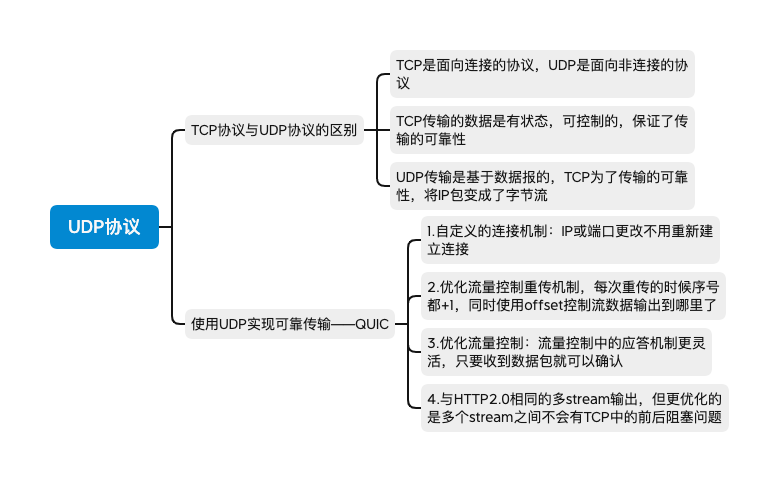 TCP是面向连接的协议，UDP是面向非连接的协
议
TCP协议与UDP协议的区别
TCP传输的数据是有状态，可控制的，保证了传
输的可靠性
UDP传输是基于数据报的，TCP为了传输的可靠
性，将IP包变成了字节流
UDP协议
1.自定义的连接机制：IP或端口更改不用重新建
立连接
2.优化流量控制重传机制，每次重传的时候序号
都+1，同时使用offset控制流数据输出到哪里了
使用UDP实现可靠传输——QUIC
3.优化流量控制：流量控制中的应答机制更灵
活，只要收到数据包就可以确认
4.与HTTP2.0相同的多stream输出，但更优化的
是多个stream之间不会有TCP中的前后阻塞问题